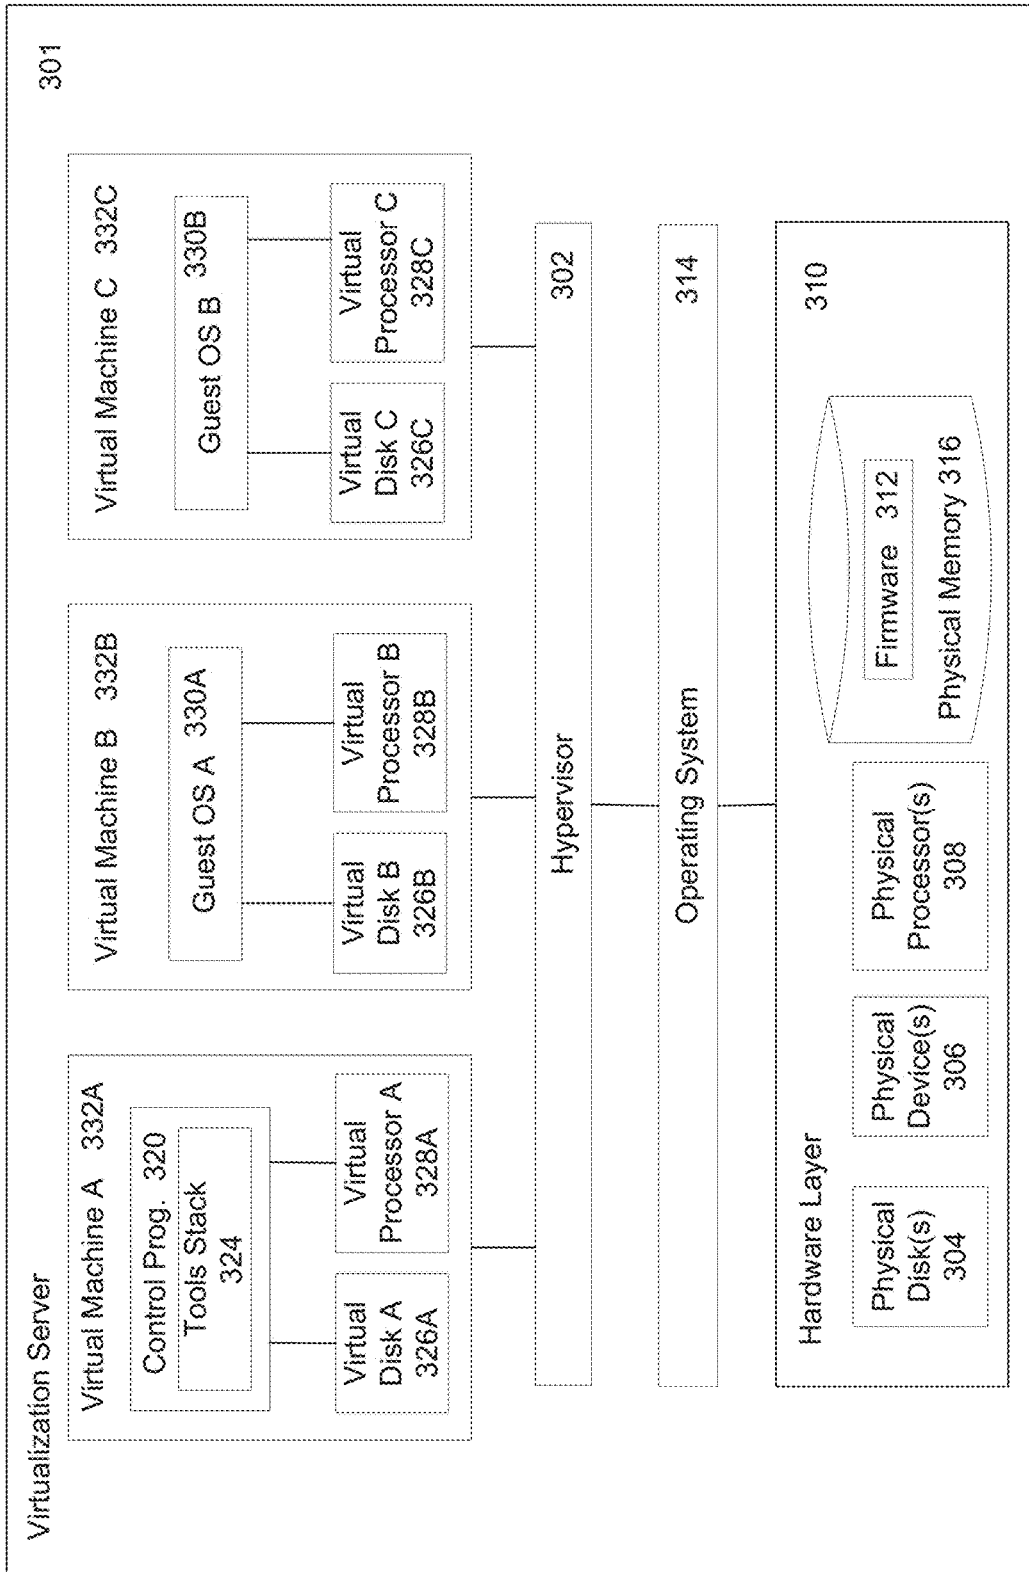 Virtualization Server
301
Virtual Machine A 332A
Control Prog. 320
Tools Stack
324
Virtual
Disk A
326A
Virtual
Processor A
328A
Virtual Machine B 332B
Guest OS A 330A
Virtual
Disk B
326B
Virtual
Processor B
328B
Virtual Machine C 332C
Guest OS B 330B
Virtual
Disk C
326C
Virtual
Processor C
328C
Hypervisor 302
Operating System 314
Hardware Layer
310
Physical
Disk(s)
304
Physical
Device(s)
306
Physical
Processor(s)
308
Firmware 312
Physical Memory 316